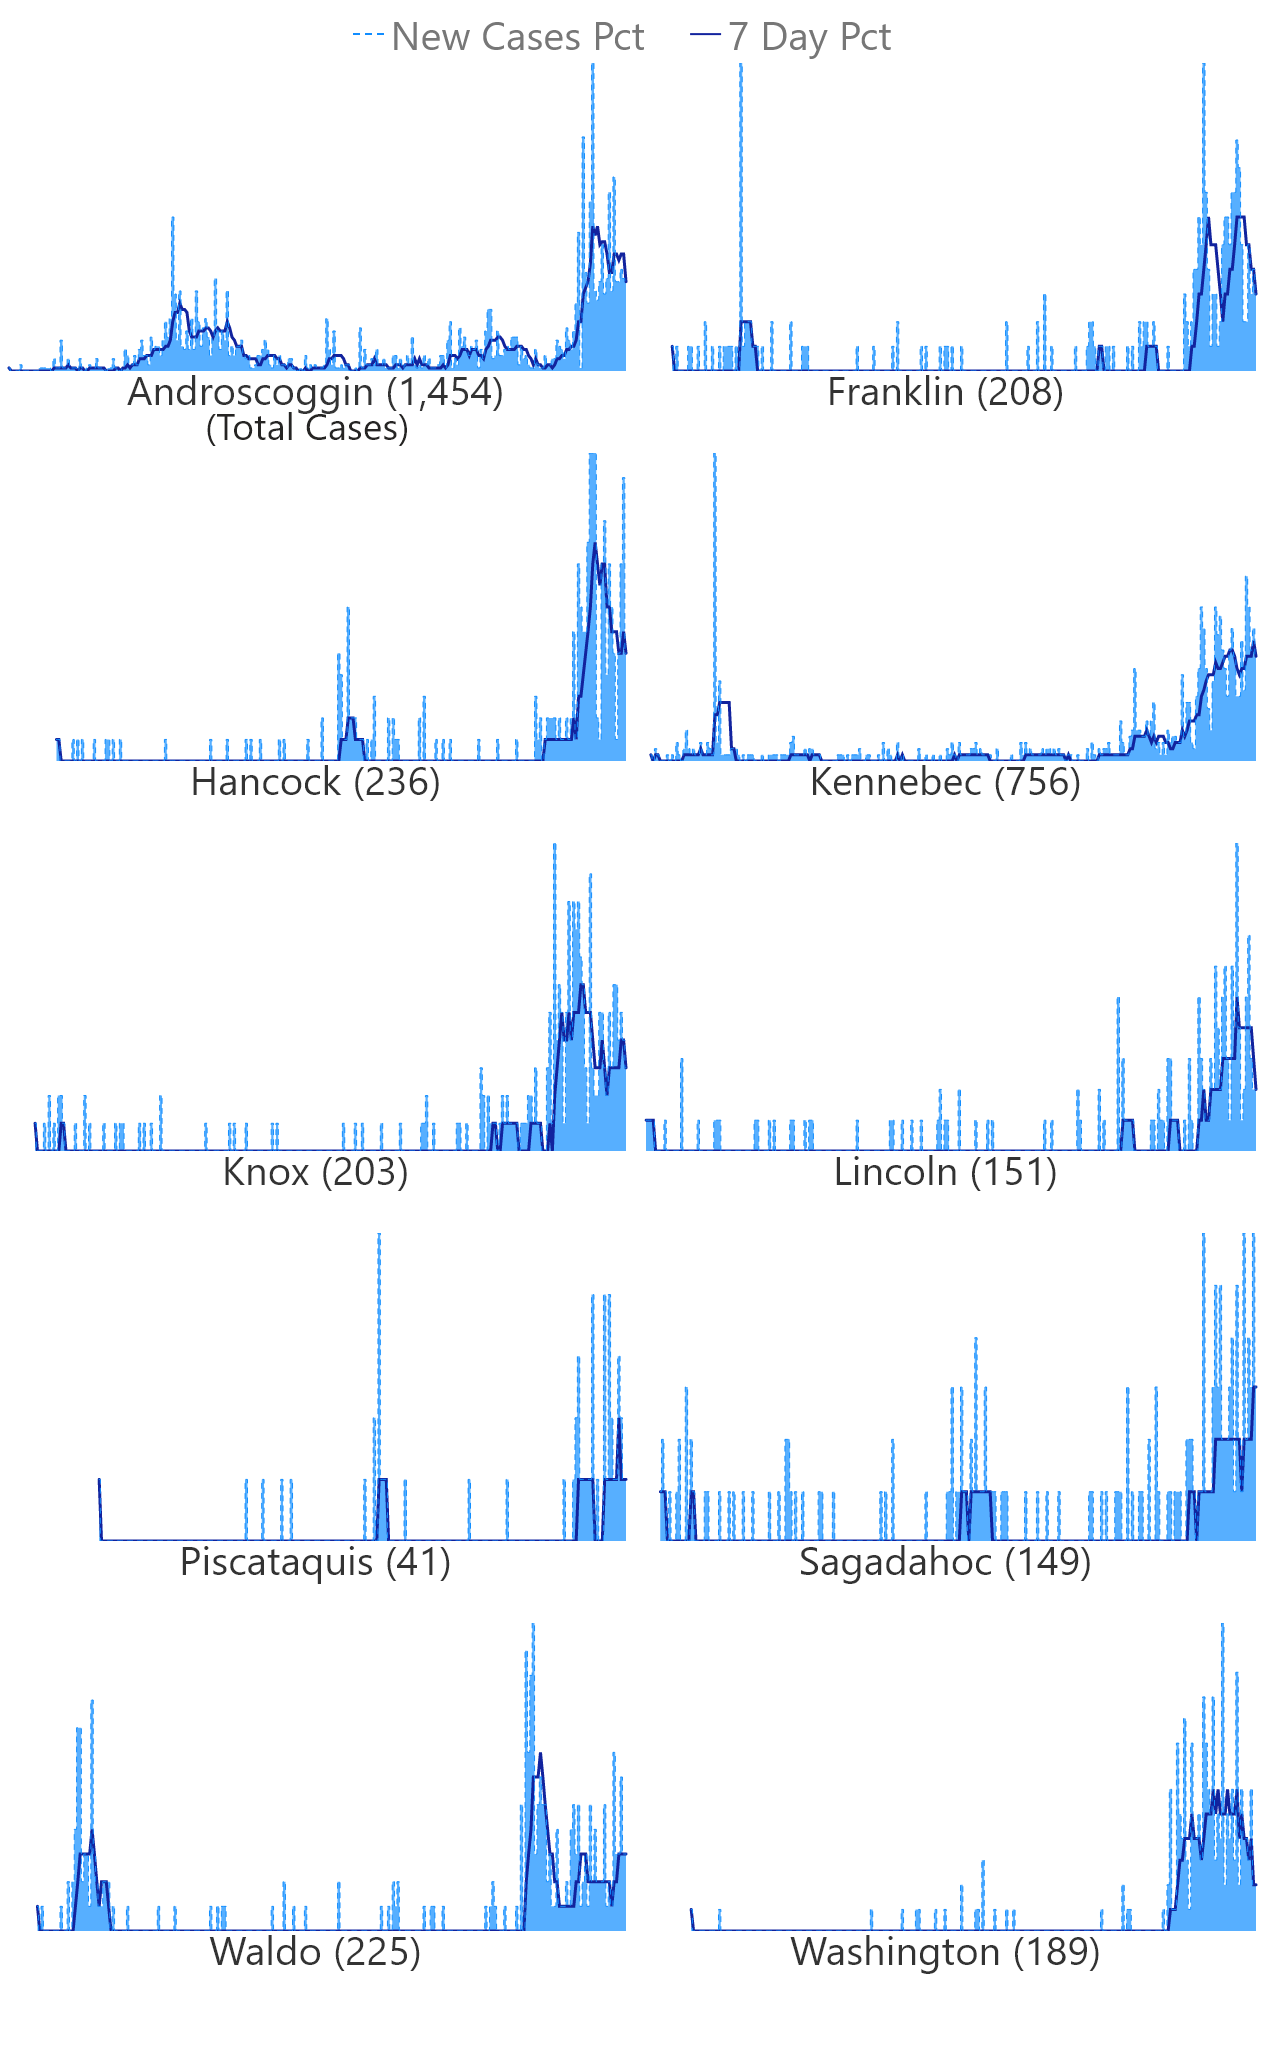 New Cases Pct 7 Day Pct
Androscoggin (1,454) Franklin (208)
(Total Cases)
Hancock (236) Kennebec (756)
Knox (203) Lincoln (151)
Piscataquis (41) Sagadahoc (149)
Waldo (225) Washington (189)